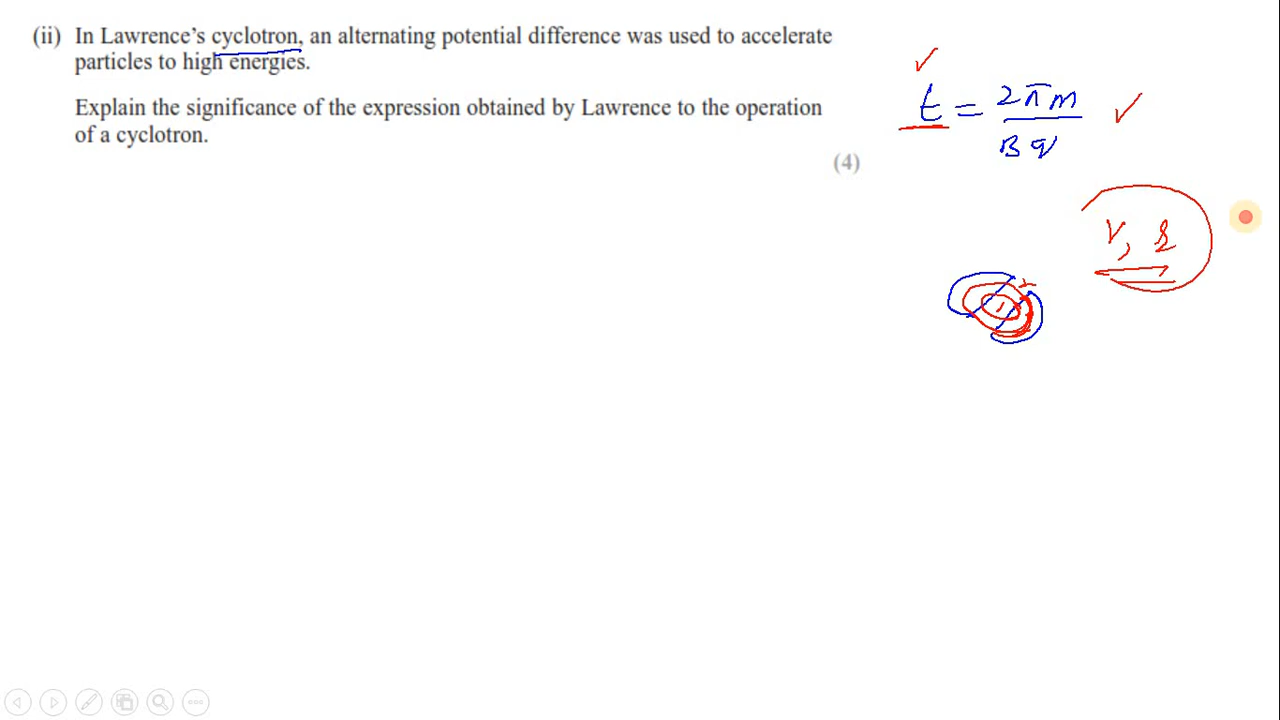 (ii) In Lawrence's cyclotron, an alternating potential difference was used to accelerate
particles to high energies.
Explain the significance of the expression obtained by Lawrence to the operation
of a cyclotron.
(4)
t = 2πm / Bq